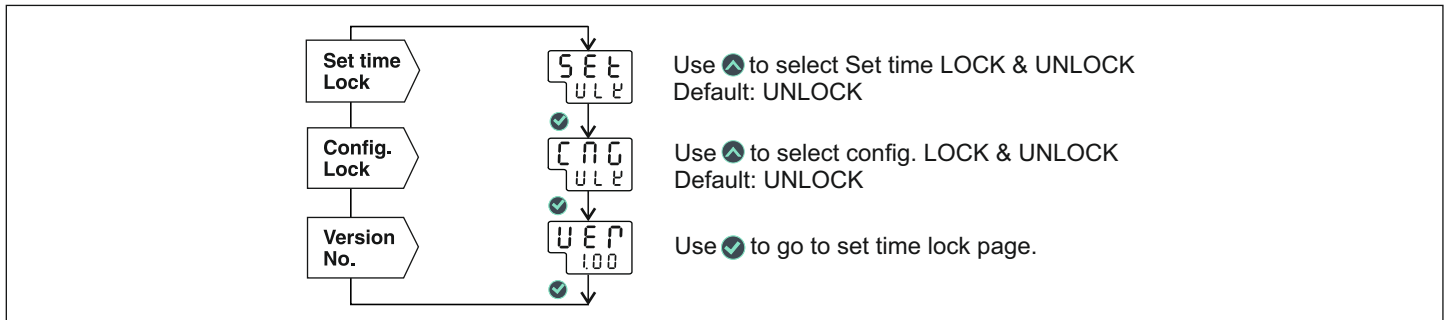 Set time
Lock
SEt
ULK
Use to select Set time LOCK & UNLOCK
Default: UNLOCK
Config.
Lock
CNG
ULK
Use to select config. LOCK & UNLOCK
Default: UNLOCK
Version
No.
VEr
1.00
Use to go to set time lock page.